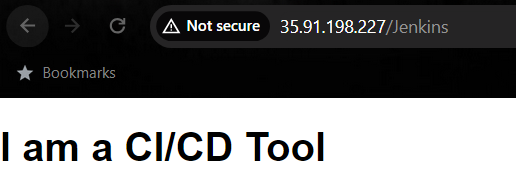 Not secure 35.91.198.227/Jenkins
Bookmarks
I am a CI/CD Tool